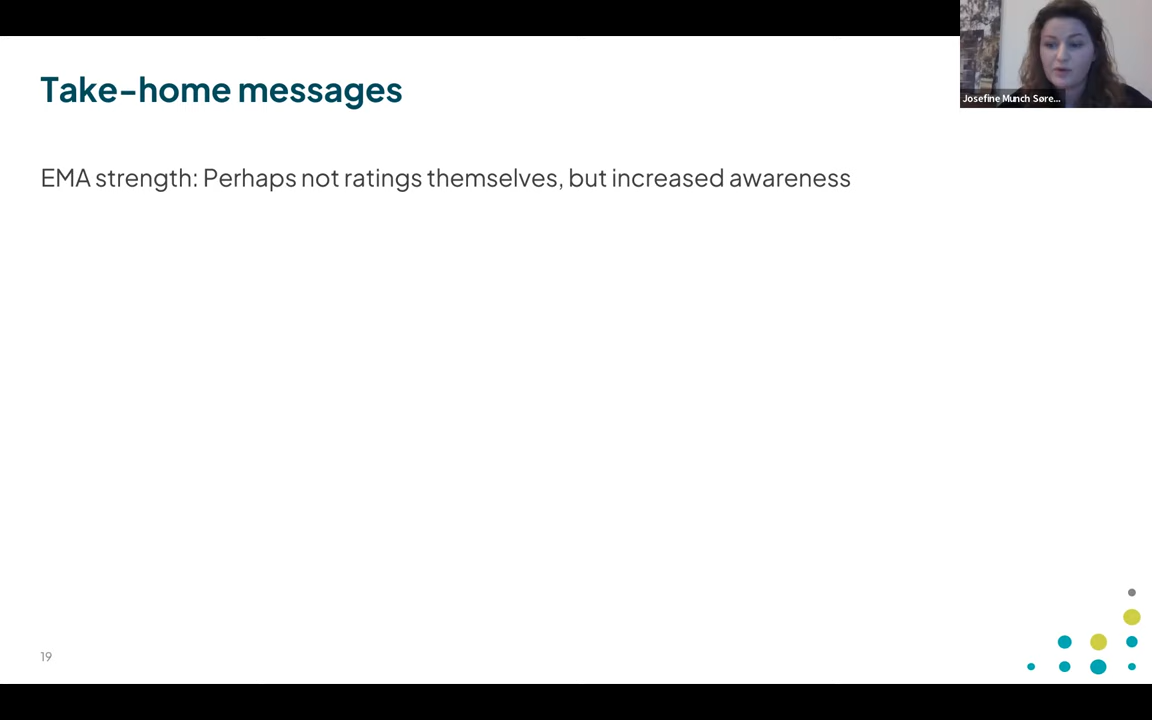 Take-home messages
Josefine Munch Søre...
EMA strength: Perhaps not ratings themselves, but increased awareness
19